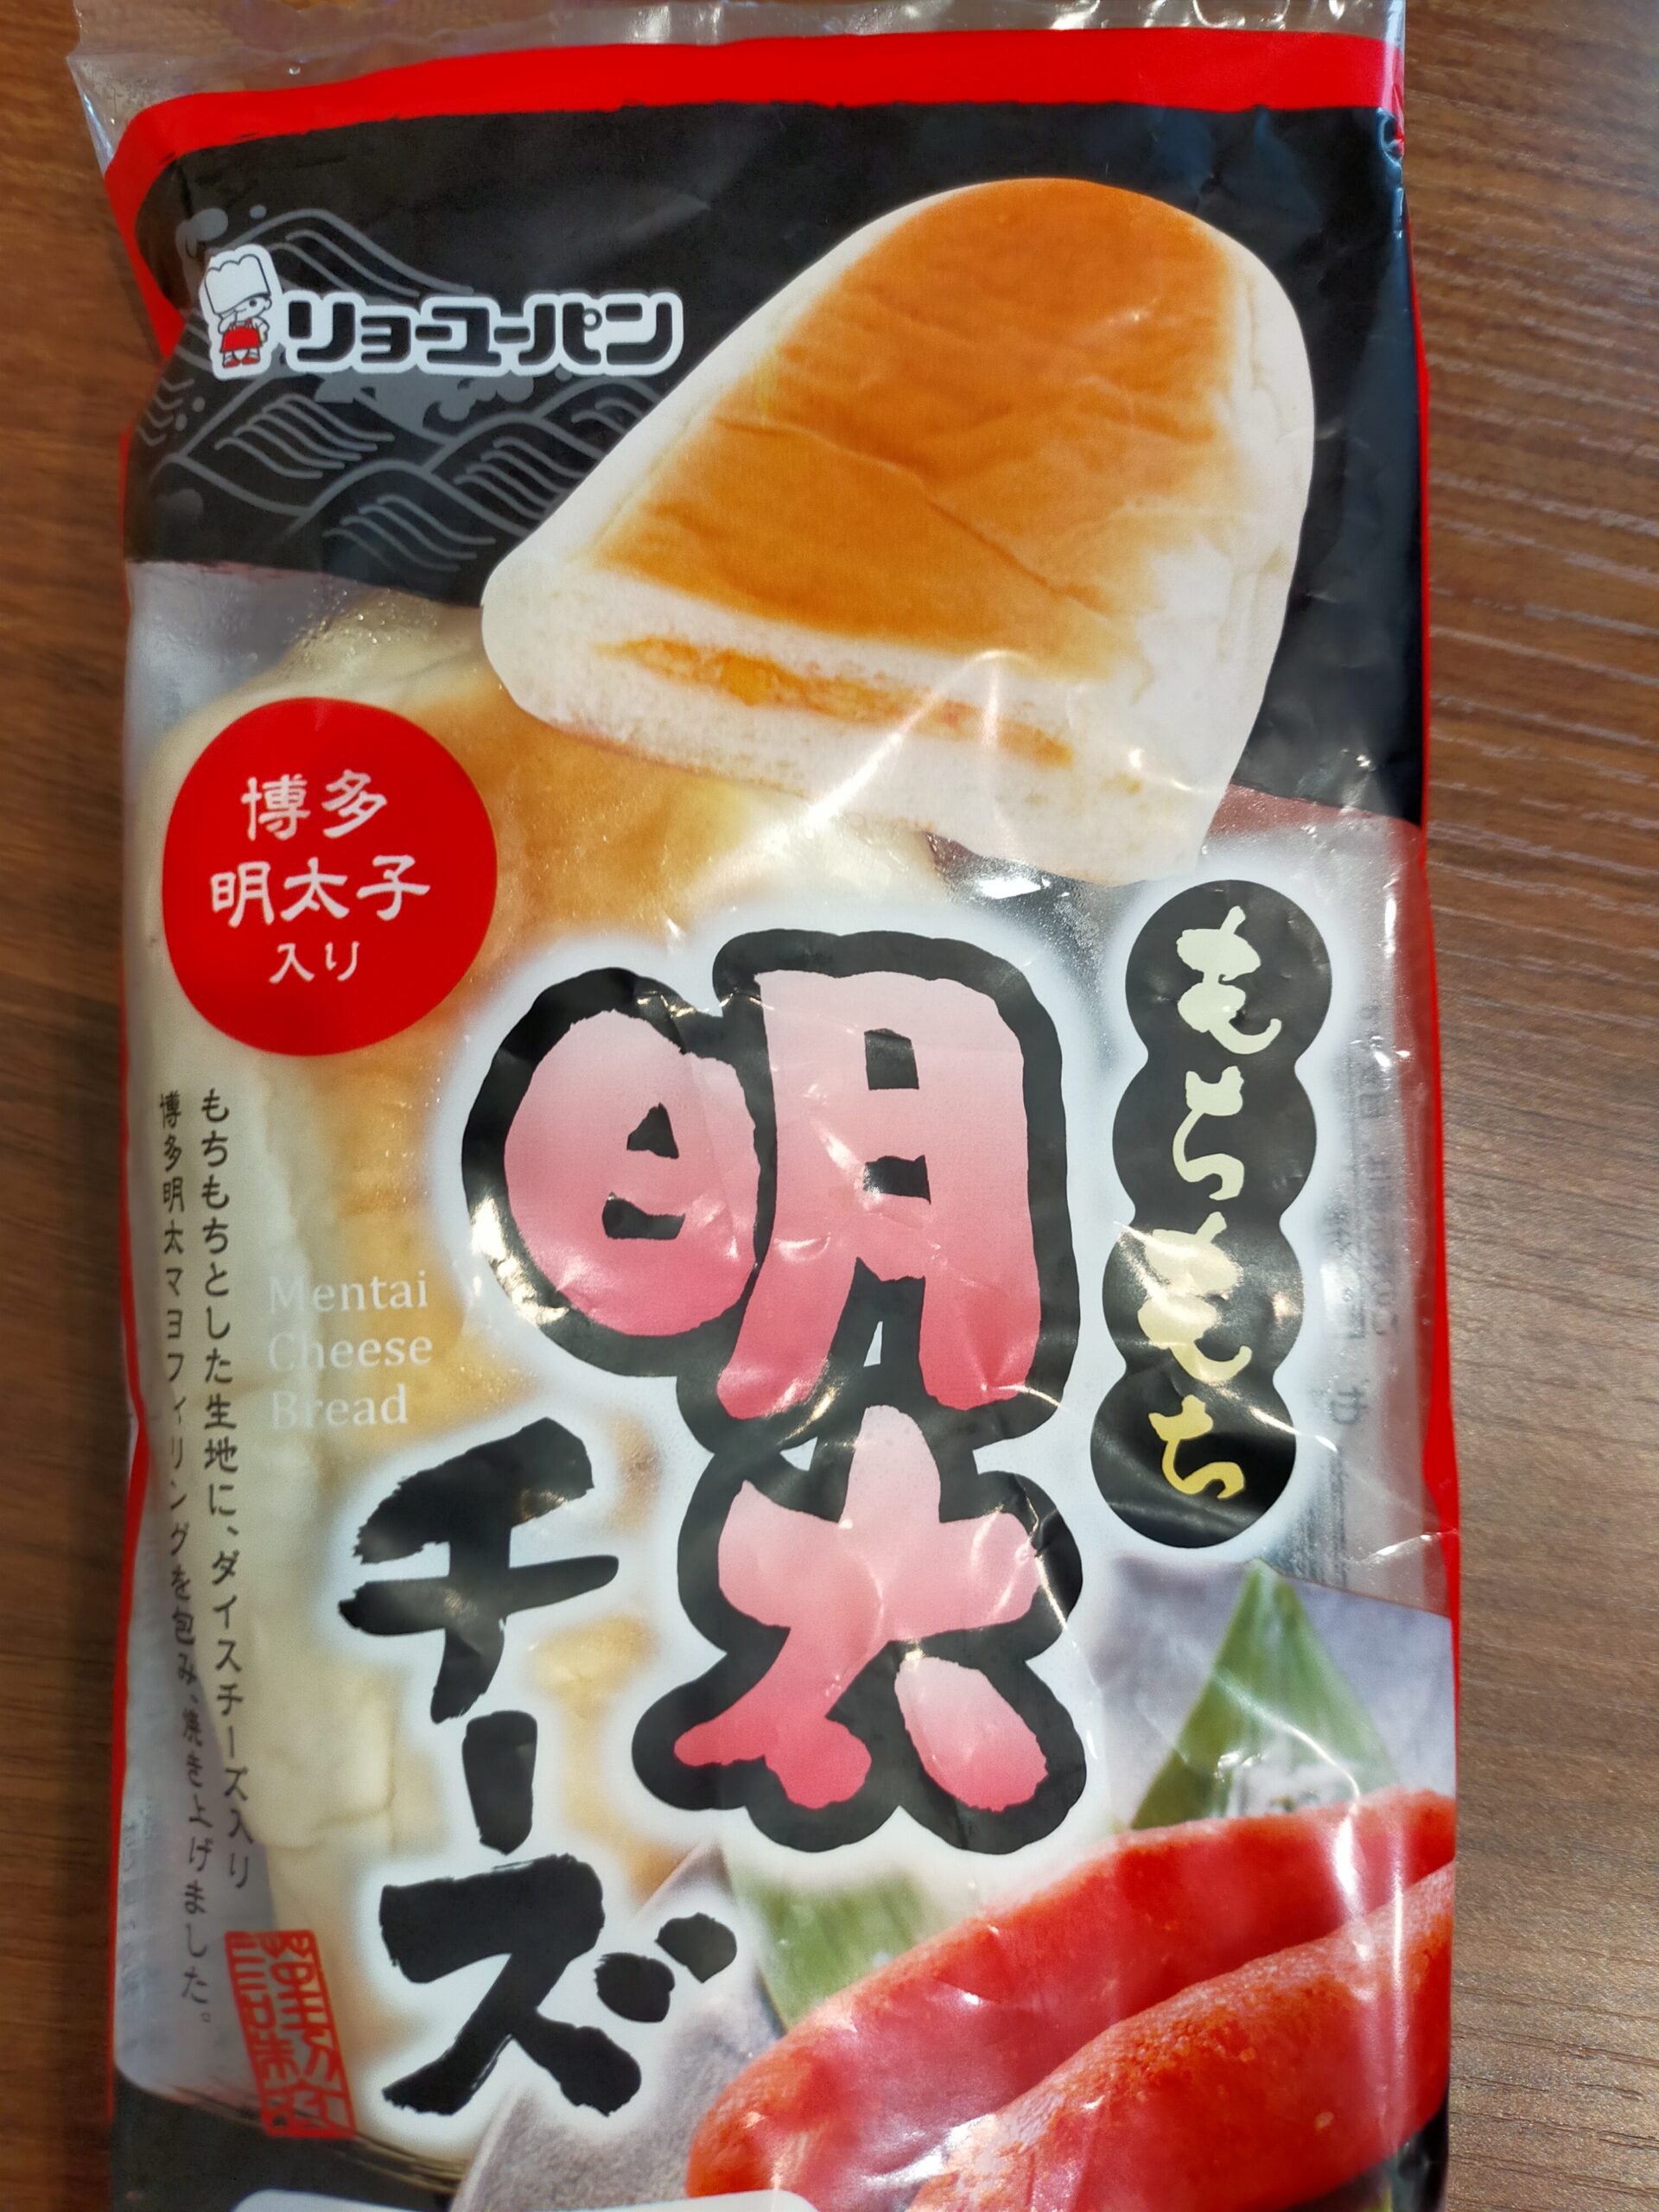 リョーユーパン
博多
明太子
入り
もちもち
明太
チーズ
Mentai
Cheese
Bread
もちもちとした生地に、ダイスチーズ入り
博多明太マヨフィリングを包み、焼き上げました。